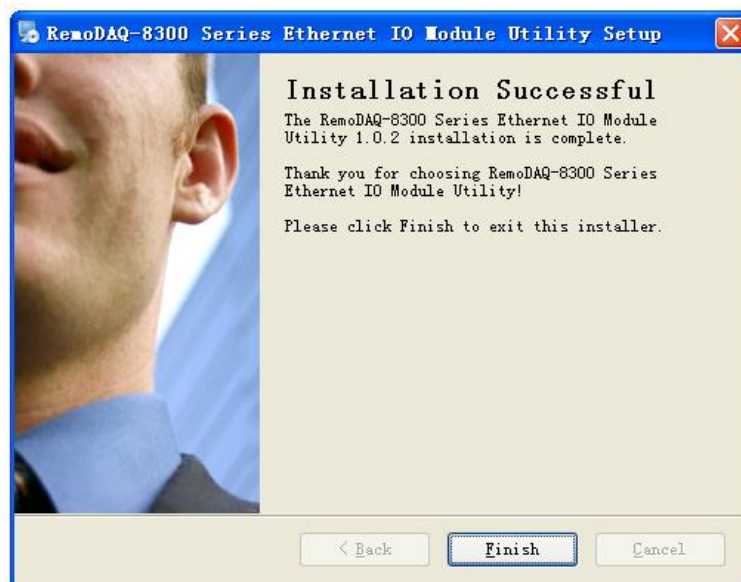 RemoDAQ-8300 Series Ethernet IO Module Utility Setup
Installation Successful
The RemoDAQ-8300 Series Ethernet IO Module
Utility 1.0.2 installation is complete.
Thank you for choosing RemoDAQ-8300 Series
Ethernet IO Module Utility!
Please click Finish to exit this installer.
< Back Finish Cancel